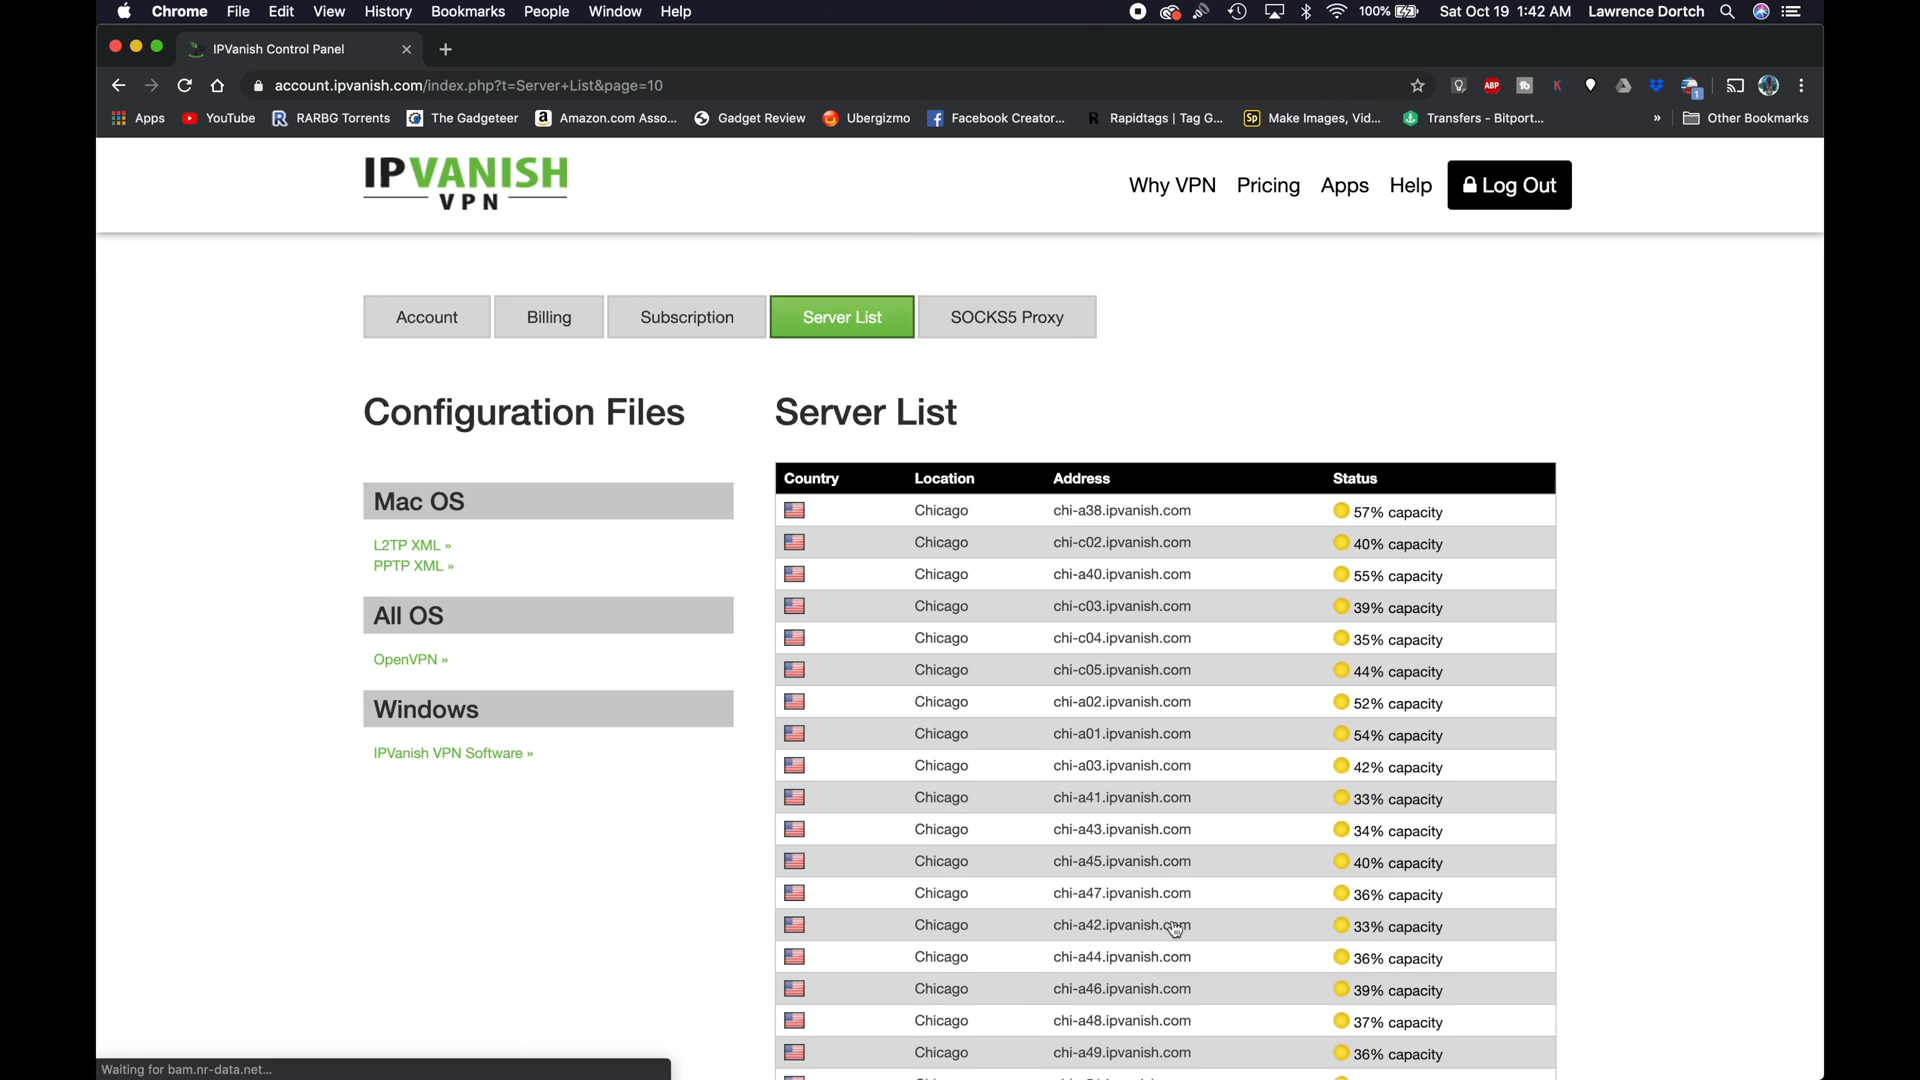 Chrome File Edit View History Bookmarks People Window Help 100% Sat Oct 19 1:42 AM Lawrence Dortch
IPVanish Control Panel
account.ipvanish.com/index.php?t=Server+List&page=10 ABP tb K 1
Apps YouTube R RARBG Torrents The Gadgeteer a Amazon.com Asso... Gadget Review Ubergizmo Facebook Creator... R Rapidtags | Tag G... Sp Make Images, Vid... Transfers - Bitport... » Other Bookmarks
IPVANISH
VPN
Why VPN Pricing Apps Help Log Out
Account Billing Subscription Server List SOCKS5 Proxy
Configuration Files
Mac OS
L2TP XML »
PPTP XML »
All OS
OpenVPN »
Windows
IPVanish VPN Software »
Server List
Country Location Address Status
Chicago chi-a38.ipvanish.com 57% capacity
Chicago chi-c02.ipvanish.com 40% capacity
Chicago chi-a40.ipvanish.com 55% capacity
Chicago chi-c03.ipvanish.com 39% capacity
Chicago chi-c04.ipvanish.com 35% capacity
Chicago chi-c05.ipvanish.com 44% capacity
Chicago chi-a02.ipvanish.com 52% capacity
Chicago chi-a01.ipvanish.com 54% capacity
Chicago chi-a03.ipvanish.com 42% capacity
Chicago chi-a41.ipvanish.com 33% capacity
Chicago chi-a43.ipvanish.com 34% capacity
Chicago chi-a45.ipvanish.com 40% capacity
Chicago chi-a47.ipvanish.com 36% capacity
Chicago chi-a42.ipvanish.com 33% capacity
Chicago chi-a44.ipvanish.com 36% capacity
Chicago chi-a46.ipvanish.com 39% capacity
Chicago chi-a48.ipvanish.com 37% capacity
Chicago chi-a49.ipvanish.com 36% capacity
Waiting for bam.nr-data.net...